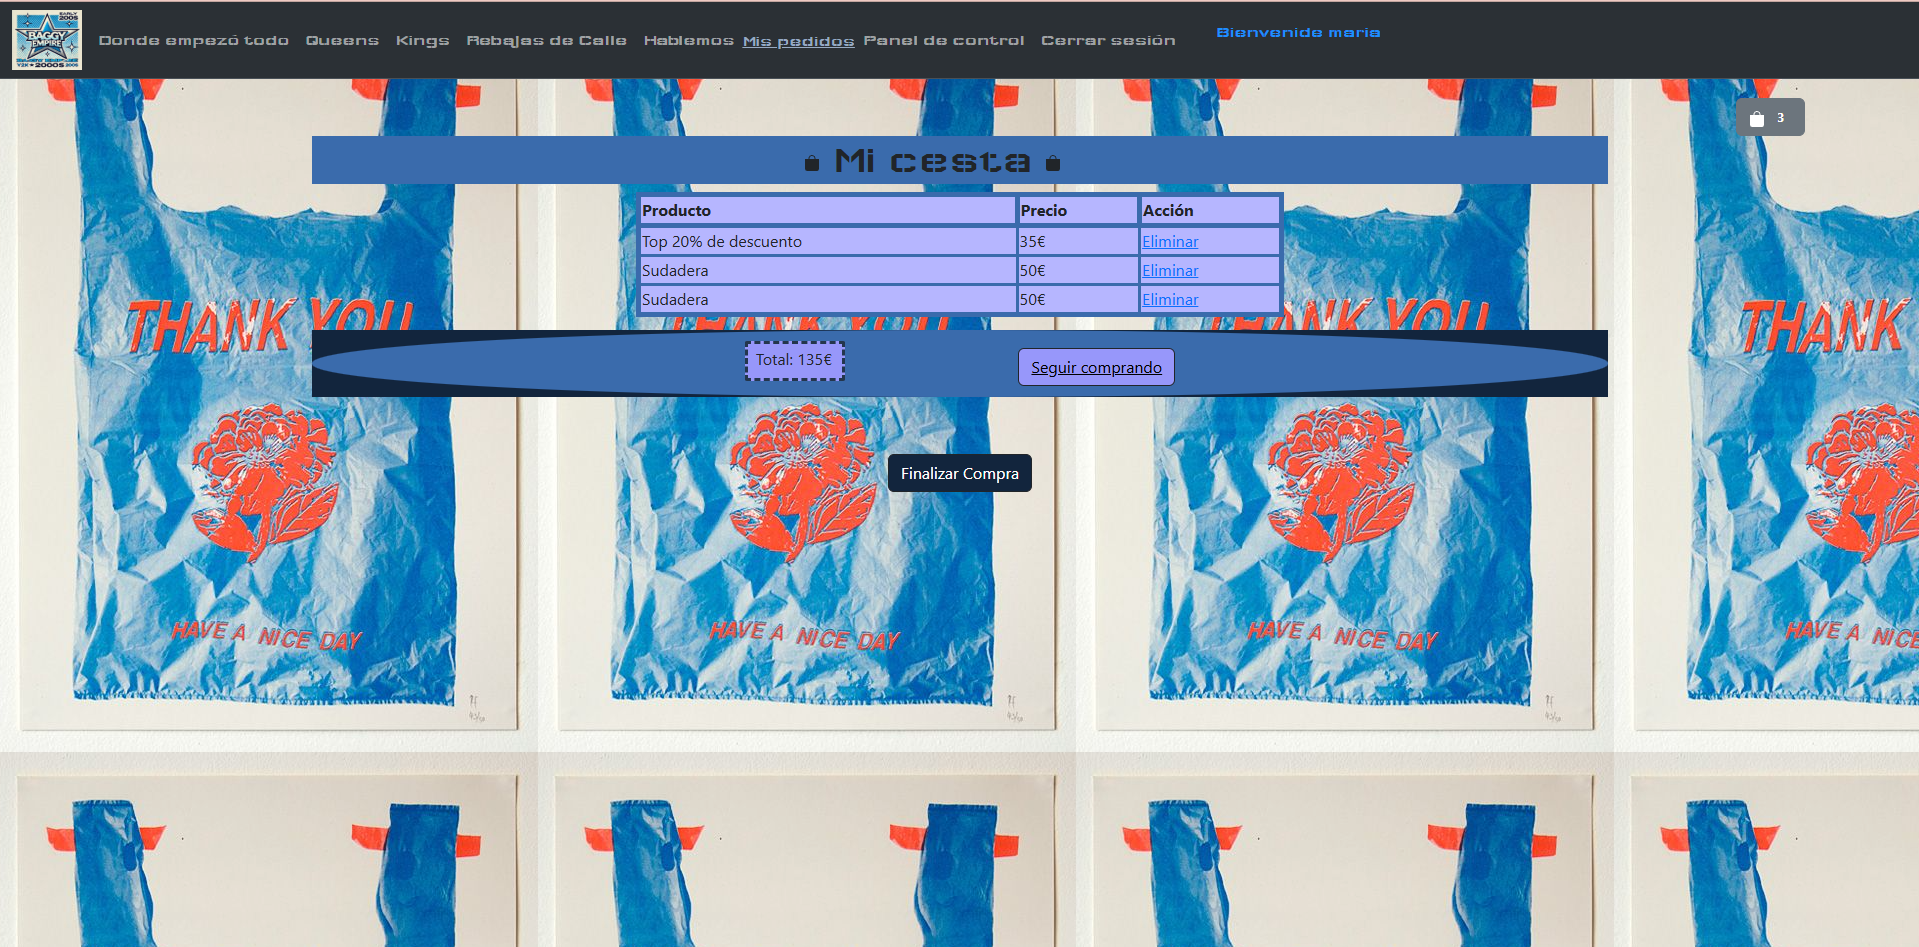 EARLY 2000S
BAGGY
EMPIRE
Y2K ★ 2000S
Donde empezó todo Queens Kings Rebajas de Calle Hablemos Mis pedidos Panel de control Cerrar sesión Bienvenide maria
3
Mi cesta
Producto Precio Acción
Top 20% de descuento 35€ Eliminar
Sudadera 50€ Eliminar
Sudadera 50€ Eliminar
Total: 135€ Seguir comprando
Finalizar Compra
THANK YOU THANK YOU THANK YOU THANK
HAVE A NICE DAY HAVE A NICE DAY HAVE A NICE DAY HAVE A NICE